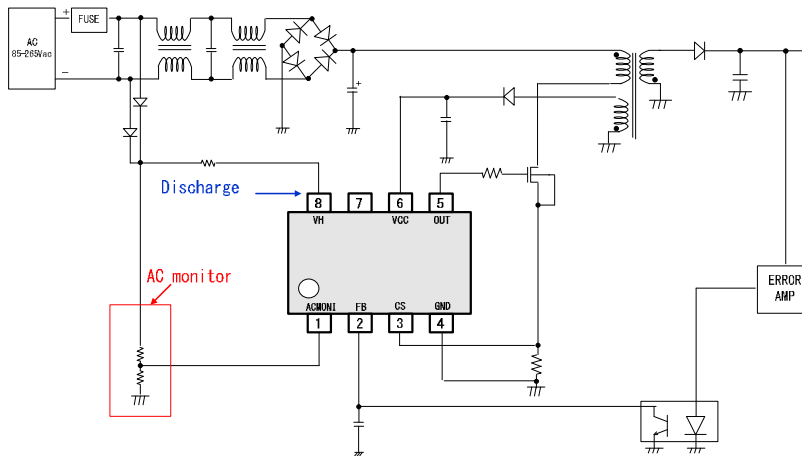 AC
85-265Vac
+
−
FUSE
+
Discharge
8
7
6
5
VH
VCC
OUT
AC monitor
ACMONI
FB
CS
GND
1
2
3
4
ERROR
AMP